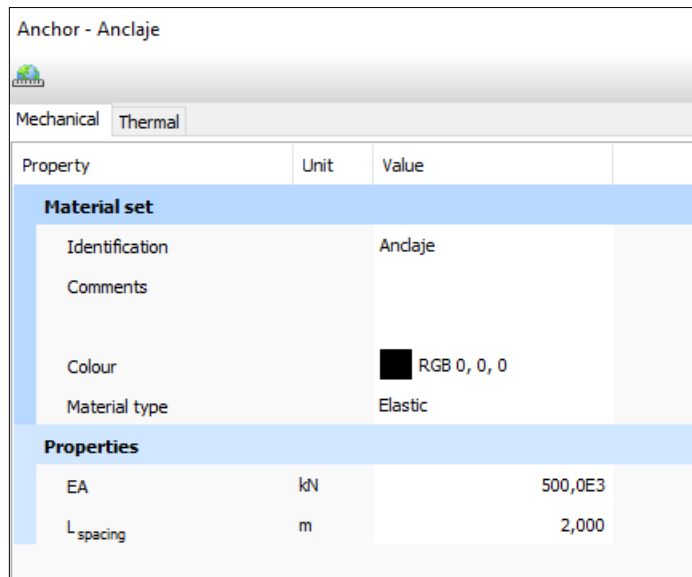 Anchor - Anclaje
Mechanical Thermal
Property Unit Value
Material set
Identification Anclaje
Comments
Colour RGB 0, 0, 0
Material type Elastic
Properties
EA kN 500,0E3
L spacing m 2,000